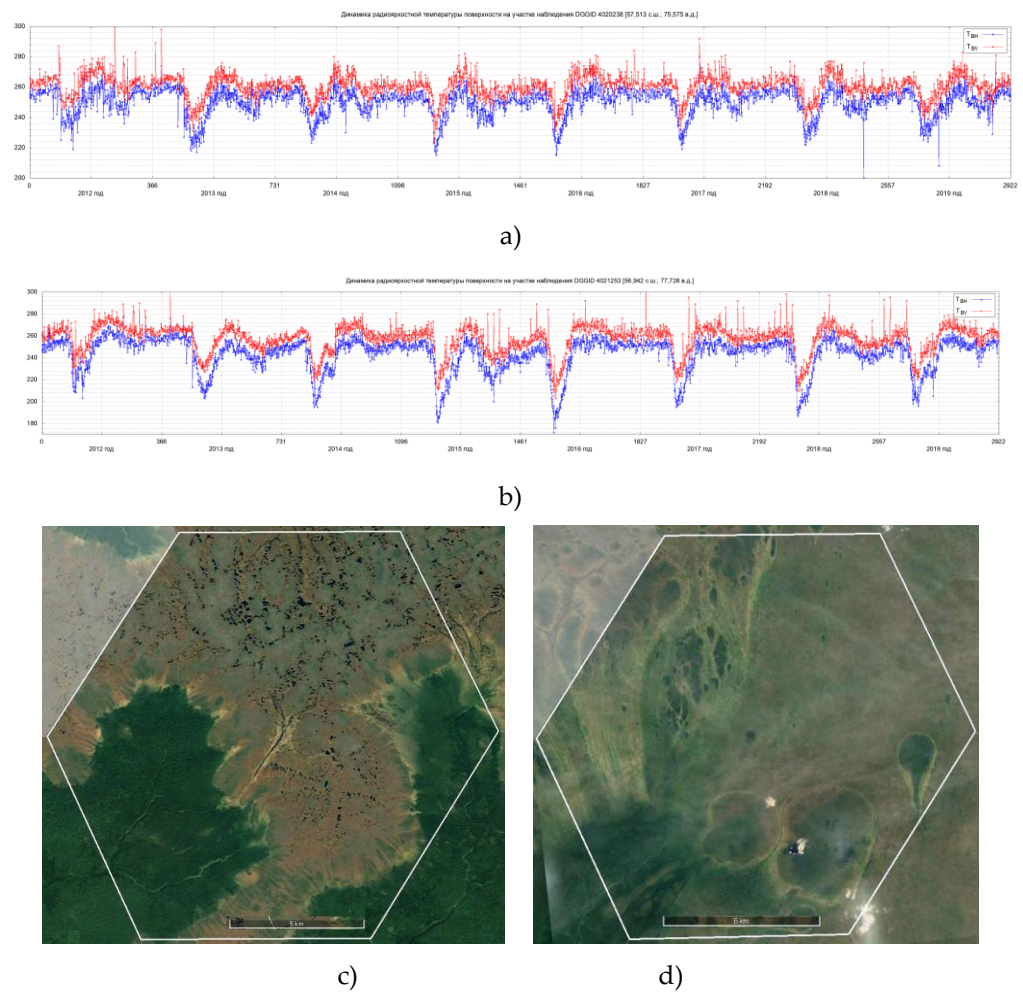 Динамика радиояркостной температуры поверхности на участке наблюдения DGGID 4020238 [57,513 с.ш.; 75,575 в.д.]
300
280
260
240
220
200
T BH
T BV
0 366 731 1096 1461 1827 2192 2557 2922
2012 год 2013 год 2014 год 2015 год 2016 год 2017 год 2018 год 2019 год
a)
Динамика радиояркостной температуры поверхности на участке наблюдения DGGID 4021253 [56,942 с.ш.; 77,728 в.д.]
300
280
260
240
220
200
180
T BH
T BV
0 366 731 1096 1461 1827 2192 2557 2922
2012 год 2013 год 2014 год 2015 год 2016 год 2017 год 2018 год 2019 год
b)
5 km
c)
d)